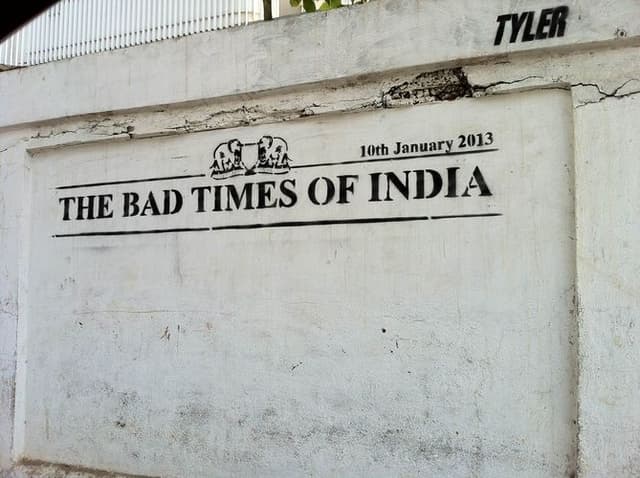 TYLER
10th January 2013
THE BAD TIMES OF INDIA